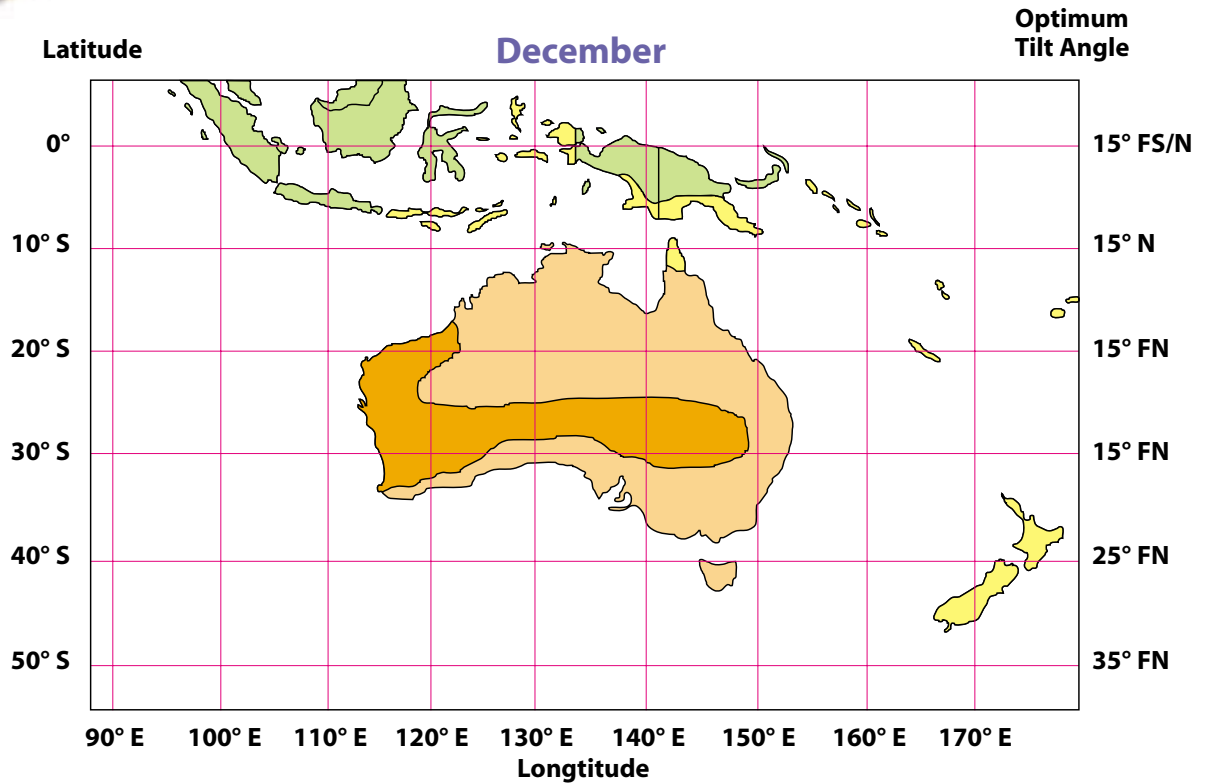 Optimum
Latitude December Tilt Angle
0° 15° FS/N
10° S 15° N
20° S 15° FN
30° S 15° FN
40° S 25° FN
50° S 35° FN
90° E 100° E 110° E 120° E 130° E 140° E 150° E 160° E 170° E
Longtitude